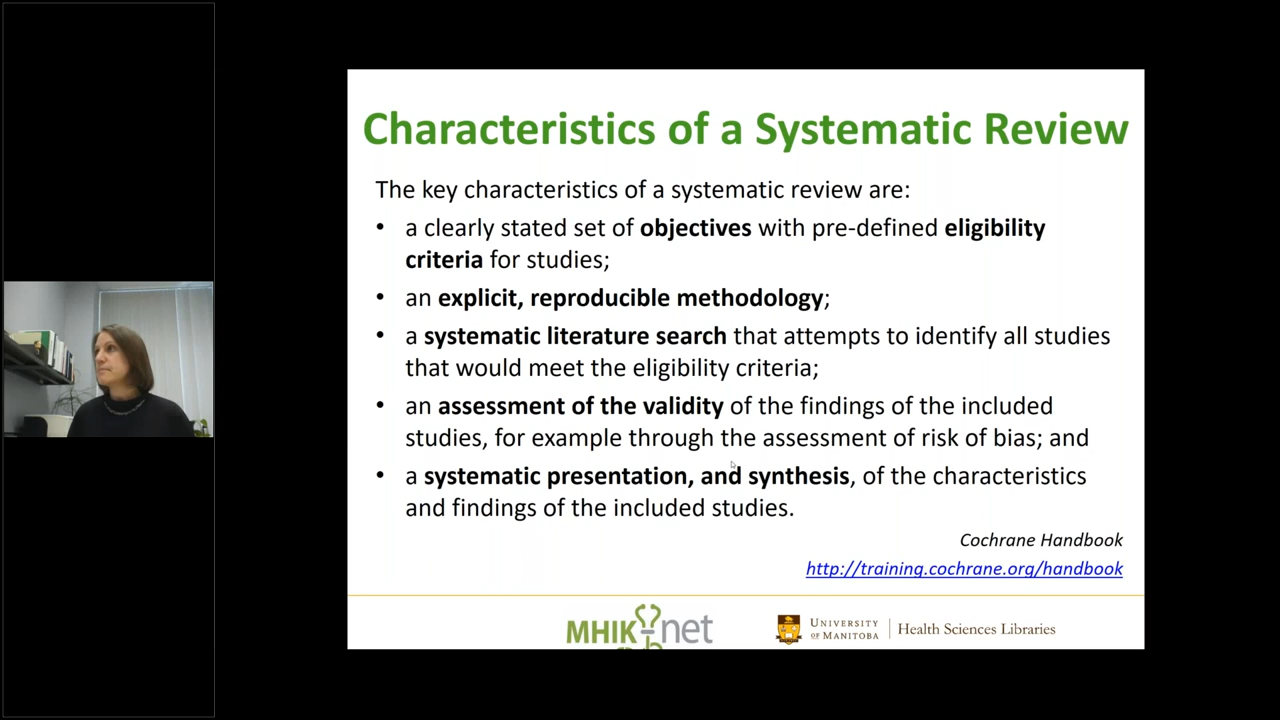 Characteristics of a Systematic Review
The key characteristics of a systematic review are:
• a clearly stated set of objectives with pre-defined eligibility
criteria for studies;
• an explicit, reproducible methodology;
• a systematic literature search that attempts to identify all studies
that would meet the eligibility criteria;
• an assessment of the validity of the findings of the included
studies, for example through the assessment of risk of bias; and
• a systematic presentation, and synthesis, of the characteristics
and findings of the included studies.
Cochrane Handbook
http://training.cochrane.org/handbook
MHIK-net
UNIVERSITY
OF MANITOBA
Health Sciences Libraries